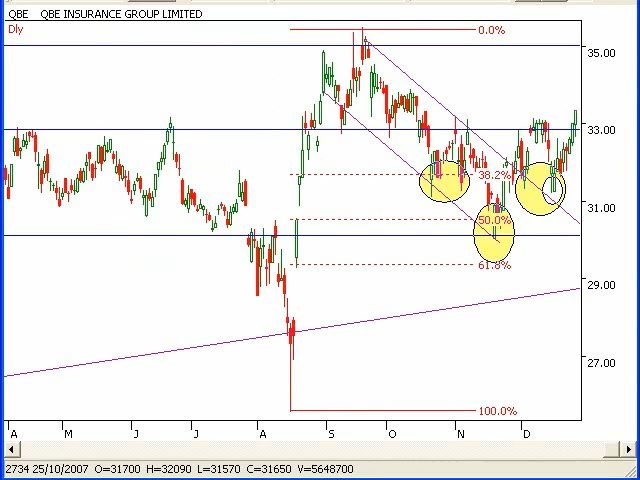 QBE QBE INSURANCE GROUP LIMITED
Dly
0.0%
35.00
33.00
38.2%
31.00
50.0%
61.8%
29.00
27.00
100.0%
A M J J A S O N D
2734 25/10/2007 O=31700 H=32090 L=31570 C=31650 V=5648700